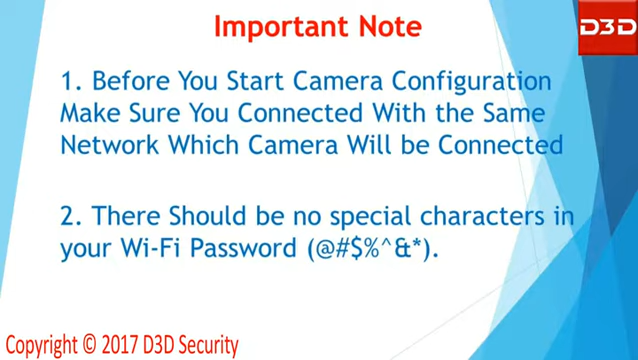 Important Note
D3D
1. Before You Start Camera Configuration
Make Sure You Connected With the Same
Network Which Camera Will be Connected
2. There Should be no special characters in
your Wi-Fi Password (@#$%^&*).
Copyright © 2017 D3D Security